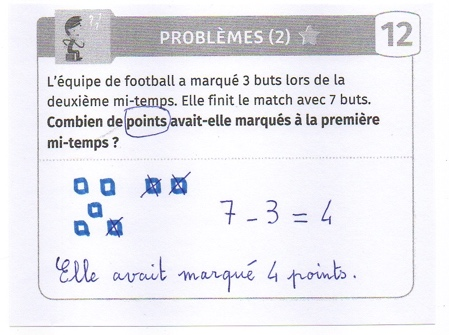 PROBLÈMES (2)
12
L'équipe de football a marqué 3 buts lors de la
deuxième mi-temps. Elle finit le match avec 7 buts.
Combien de points avait-elle marqués à la première
mi-temps ?
7 - 3 = 4
Elle avait marqué 4 points.